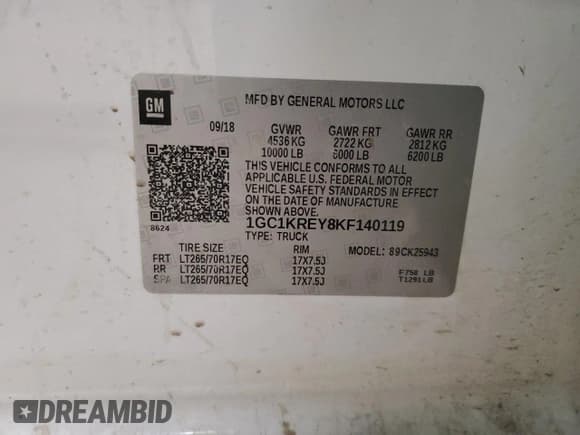 GM
MFD BY GENERAL MOTORS LLC
09/18 GVWR GAWR FRT GAWR RR
4536 KG 2722 KG 2812 KG
10000 LB 6000 LB 6200 LB
THIS VEHICLE CONFORMS TO ALL
APPLICABLE U.S. FEDERAL MOTOR
VEHICLE SAFETY STANDARDS IN EFFECT
ON THE DATE OF MANUFACTURE
SHOWN ABOVE.
8624
1GC1KREY8KF140119
TYPE: TRUCK
TIRE SIZE RIM MODEL: 89CK25943
FRT LT265/70R17EQ 17X7.5J
RR LT265/70R17EQ 17X7.5J
SPA LT265/70R17EQ 17X7.5J
F758 LB
T1291LB
DREAMBID